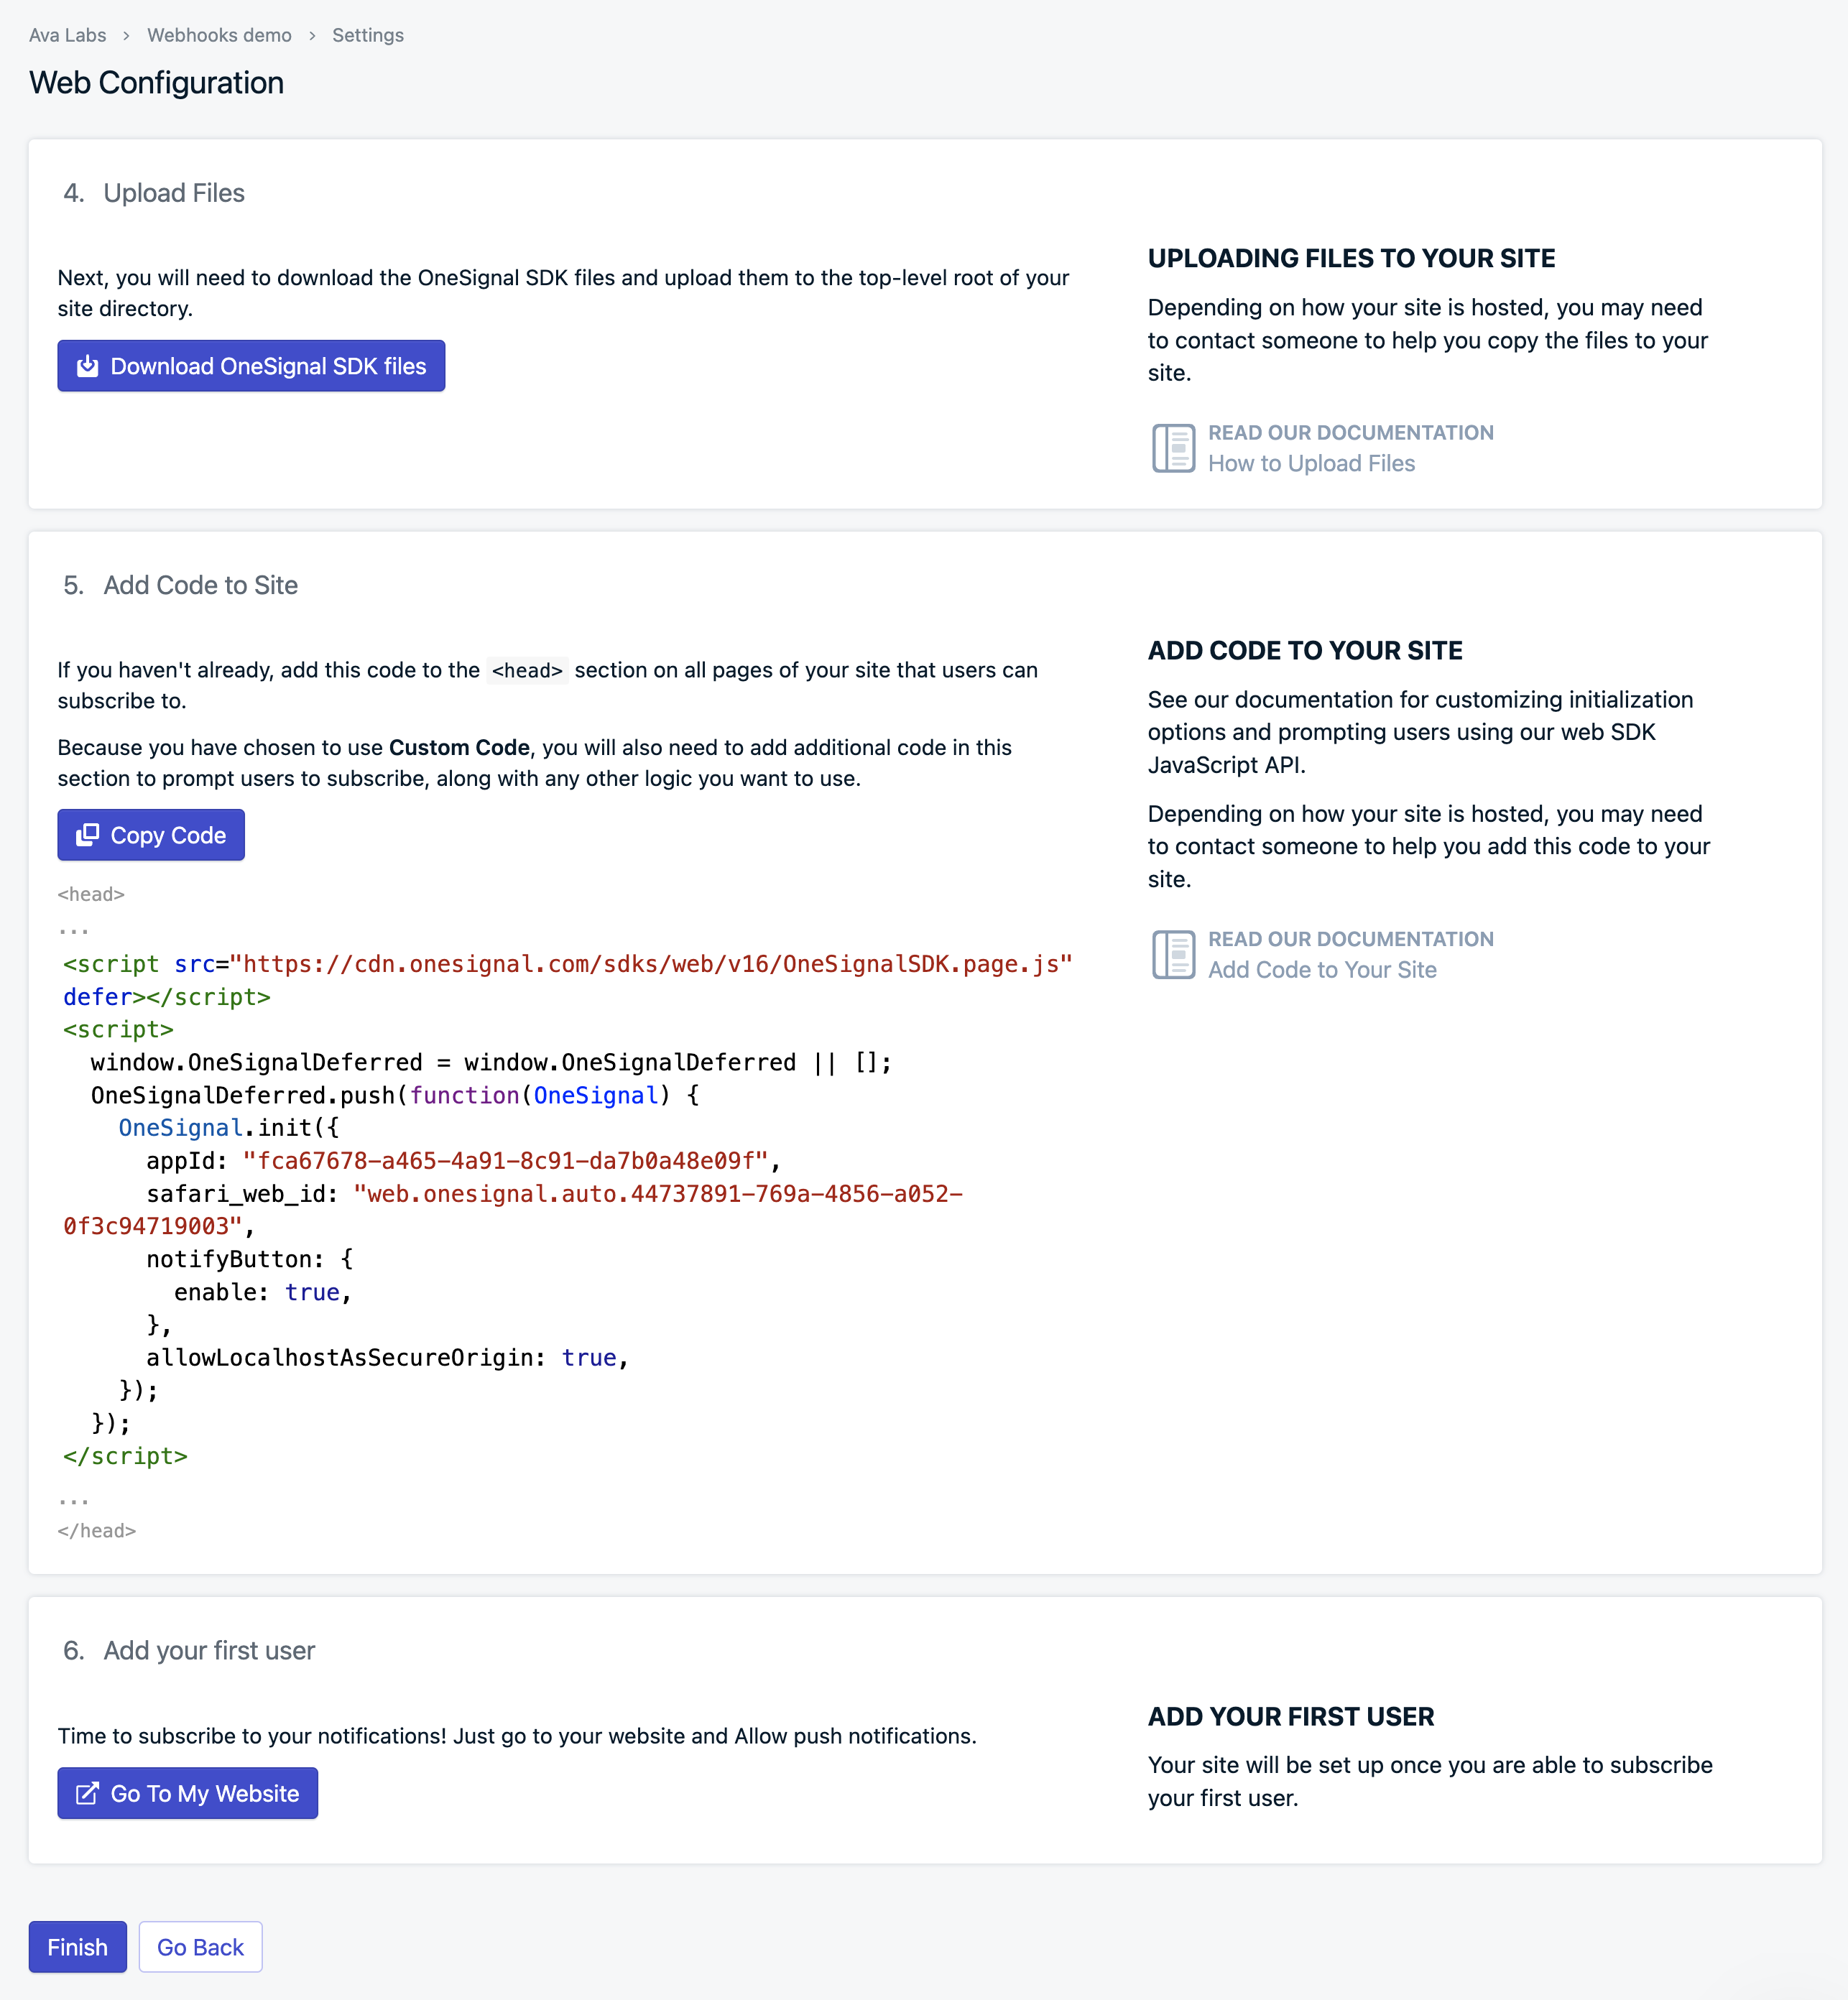 Ava Labs > Webhooks demo > Settings
Web Configuration
4. Upload Files
Next, you will need to download the OneSignal SDK files and upload them to the top-level root of your
site directory.
Download OneSignal SDK files
UPLOADING FILES TO YOUR SITE
Depending on how your site is hosted, you may need
to contact someone to help you copy the files to your
site.
READ OUR DOCUMENTATION
How to Upload Files
5. Add Code to Site
If you haven't already, add this code to the <head> section on all pages of your site that users can
subscribe to.
Because you have chosen to use Custom Code, you will also need to add additional code in this
section to prompt users to subscribe, along with any other logic you want to use.
Copy Code
<head>
...
<script src="https://cdn.onesignal.com/sdks/web/v16/OneSignalSDK.page.js"
defer></script>
<script>
window.OneSignalDeferred = window.OneSignalDeferred || [];
OneSignalDeferred.push(function(OneSignal) {
OneSignal.init({
appId: "fca67678-a465-4a91-8c91-da7b0a48e09f",
safari_web_id: "web.onesignal.auto.44737891-769a-4856-a052-
0f3c94719003",
notifyButton: {
enable: true,
},
allowLocalhostAsSecureOrigin: true,
});
});
</script>
...
</head>
ADD CODE TO YOUR SITE
See our documentation for customizing initialization
options and prompting users using our web SDK
JavaScript API.
Depending on how your site is hosted, you may need
to contact someone to help you add this code to your
site.
READ OUR DOCUMENTATION
Add Code to Your Site
6. Add your first user
Time to subscribe to your notifications! Just go to your website and Allow push notifications.
Go To My Website
ADD YOUR FIRST USER
Your site will be set up once you are able to subscribe
your first user.
Finish
Go Back